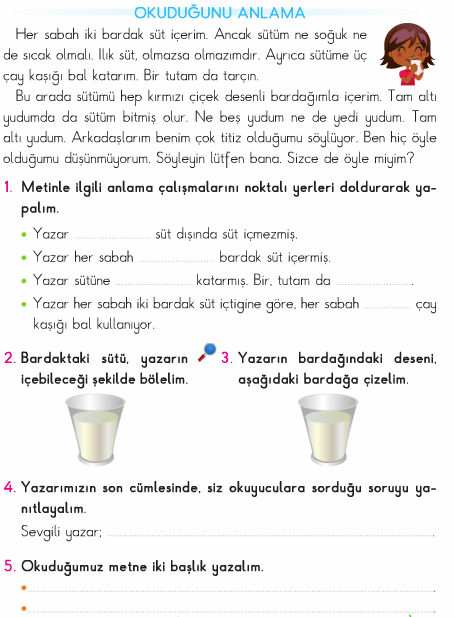 OKUDUĞUNU ANLAMA
Her sabah iki bardak süt içerim. Ancak sütüm ne soğuk ne
de sıcak olmalı. Ilık süt, olmazsa olmazımdır. Ayrıca sütüme üç
çay kaşığı bal katarım. Bir tutam da tarçın.
Bu arada sütümü hep kırmızı çiçek desenli bardağımla içerim. Tam altı
yudumda da sütüm bitmiş olur. Ne beş yudum ne de yedi yudum. Tam
altı yudum. Arkadaşlarım benim çok titiz olduğumu söylüyor. Ben hiç öyle
olduğumu düşünmüyorum. Söyleyin lütfen bana. Sizce de öyle miyim?
1. Metinle ilgili anlama çalışmalarını noktalı yerleri doldurarak ya-
palım.
• Yazar ........................... süt dışında süt içmezmiş.
• Yazar her sabah ........................... bardak süt içermiş.
• Yazar sütüne ........................... katarmış. Bir, tutam da ...........................
• Yazar her sabah iki bardak süt içtigine göre, her sabah ................. çay
kaşığı bal kullanıyor.
2. Bardaktaki sütü, yazarın
içebileceği şekilde bölelim.
3. Yazarın bardağındaki deseni,
aşağıdaki bardağa çizelim.
4. Yazarımızın son cümlesinde, siz okuyuculara sorduğu soruyu ya-
nıtlayalım.
Sevgili yazar; ..........................................................................................
5. Okuduğumuz metne iki başlık yazalım.
• ..........................................................................................
• ..........................................................................................